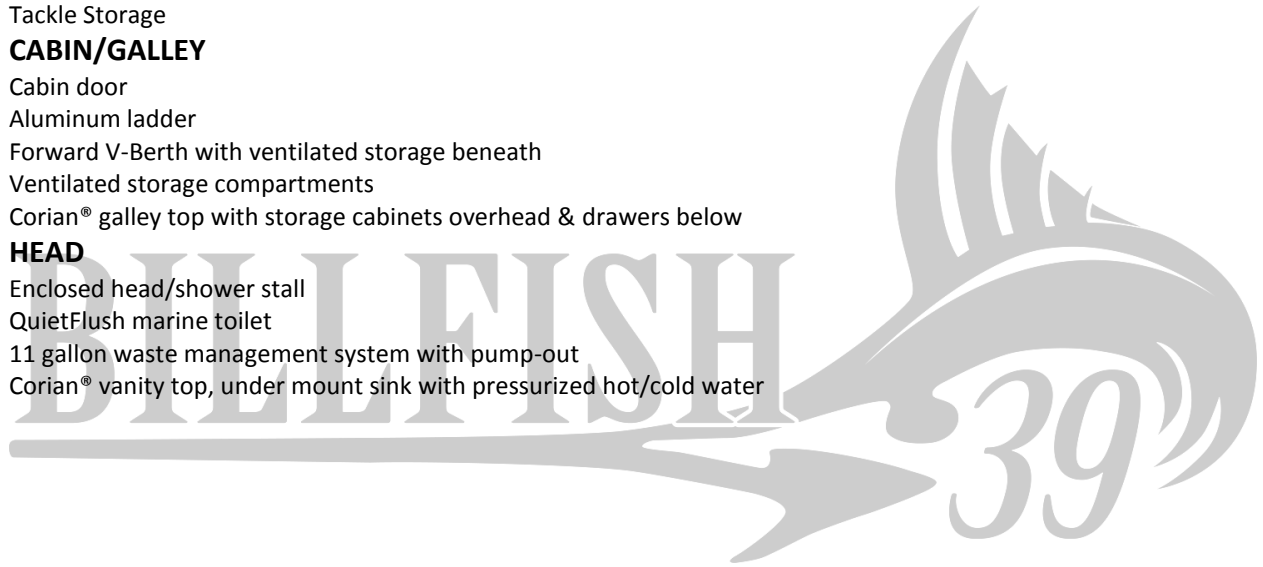 Tackle Storage
CABIN/GALLEY
Cabin door
Aluminum ladder
Forward V-Berth with ventilated storage beneath
Ventilated storage compartments
Corian® galley top with storage cabinets overhead & drawers below
HEAD
Enclosed head/shower stall
QuietFlush marine toilet
11 gallon waste management system with pump-out
Corian® vanity top, under mount sink with pressurized hot/cold water
BILLFISH
39